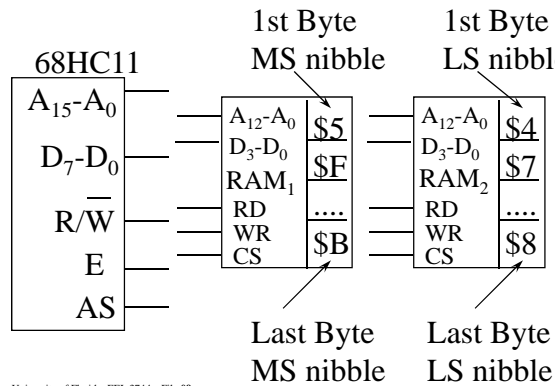 1st Byte
MS nibble
1st Byte
LS nibbl
68HC11
A15-A0
D7-D0
R/W̅
E
AS
A12-A0
D3-D0
RAM1
RD
WR
CS
$5
$F
....
$B
A12-A0
D3-D0
RAM2
RD
WR
CS
$4
$7
....
$8
Last Byte
MS nibble
Last Byte
LS nibbl